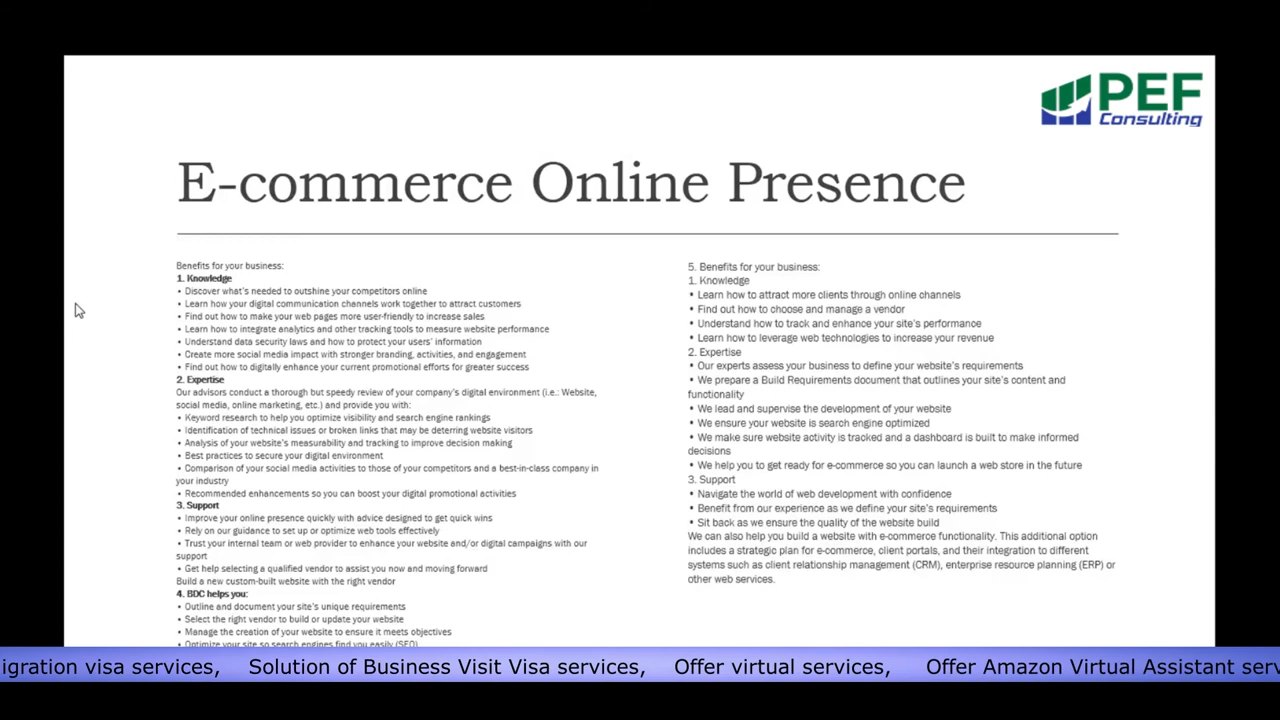 PEF
Consulting
E-commerce Online Presence
Benefits for your business:
1. Knowledge
• Discover what's needed to outshine your competitors online
• Learn how your digital communication channels work together to attract customers
• Find out how to make your web pages more user-friendly to increase sales
• Learn how to integrate analytics and other tracking tools to measure website performance
• Understand data security laws and how to protect your users' information
• Create more social media impact with stronger branding, activities, and engagement
• Find out how to digitally enhance your current promotional efforts for greater success
2. Expertise
Our advisors conduct a thorough but speedy review of your company's digital environment (i.e.: Website,
social media, online marketing, etc.) and provide you with:
• Keyword research to help you optimize visibility and search engine rankings
• Identification of technical issues or broken links that may be deterring website visitors
• Analysis of your website's measurability and tracking to improve decision making
• Best practices to secure your digital environment
• Comparison of your social media activities to those of your competitors and a best-in-class company in
your industry
• Recommended enhancements so you can boost your digital promotional activities
3. Support
• Improve your online presence quickly with advice designed to get quick wins
• Rely on our guidance to set up or optimize web tools effectively
• Trust your internal team or web provider to enhance your website and/or digital campaigns with our
support
• Get help selecting a qualified vendor to assist you now and moving forward
Build a new custom-built website with the right vendor
4. BDC helps you:
• Outline and document your site's unique requirements
• Select the right vendor to build or update your website
• Manage the creation of your website to ensure it meets objectives
• Optimize your site so search engines find you easily (SEO)
5. Benefits for your business:
1. Knowledge
• Learn how to attract more clients through online channels
• Find out how to choose and manage a vendor
• Understand how to track and enhance your site's performance
• Learn how to leverage web technologies to increase your revenue
2. Expertise
• Our experts assess your business to define your website's requirements
• We prepare a Build Requirements document that outlines your site's content and
functionality
• We lead and supervise the development of your website
• We ensure your website is search engine optimized
• We make sure website activity is tracked and a dashboard is built to make informed
decisions
• We help you to get ready for e-commerce so you can launch a web store in the future
3. Support
• Navigate the world of web development with confidence
• Benefit from our experience as we define your site's requirements
• Sit back as we ensure the quality of the website build
We can also help you build a website with e-commerce functionality. This additional option
includes a strategic plan for e-commerce, client portals, and their integration to different
systems such as client relationship management (CRM), enterprise resource planning (ERP) or
other web services.
igration visa services, Solution of Business Visit Visa services, Offer virtual services, Offer Amazon Virtual Assistant serv